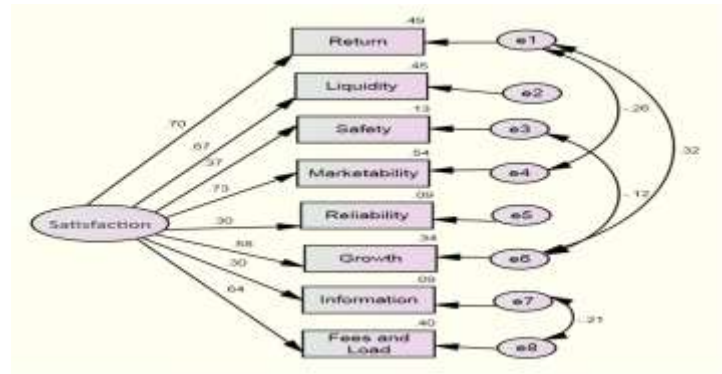 .49
Return
e1
.45
Liquidity
e2
.13
Safety
e3
.54
Marketability
e4
.09
Reliability
e5
.34
Growth
e6
.09
Information
e7
.40
Fees and
Load
e8
Satisfaction
.70
.67
.37
.73
.30
.58
.30
.64
-.26
.32
-.12
-.21